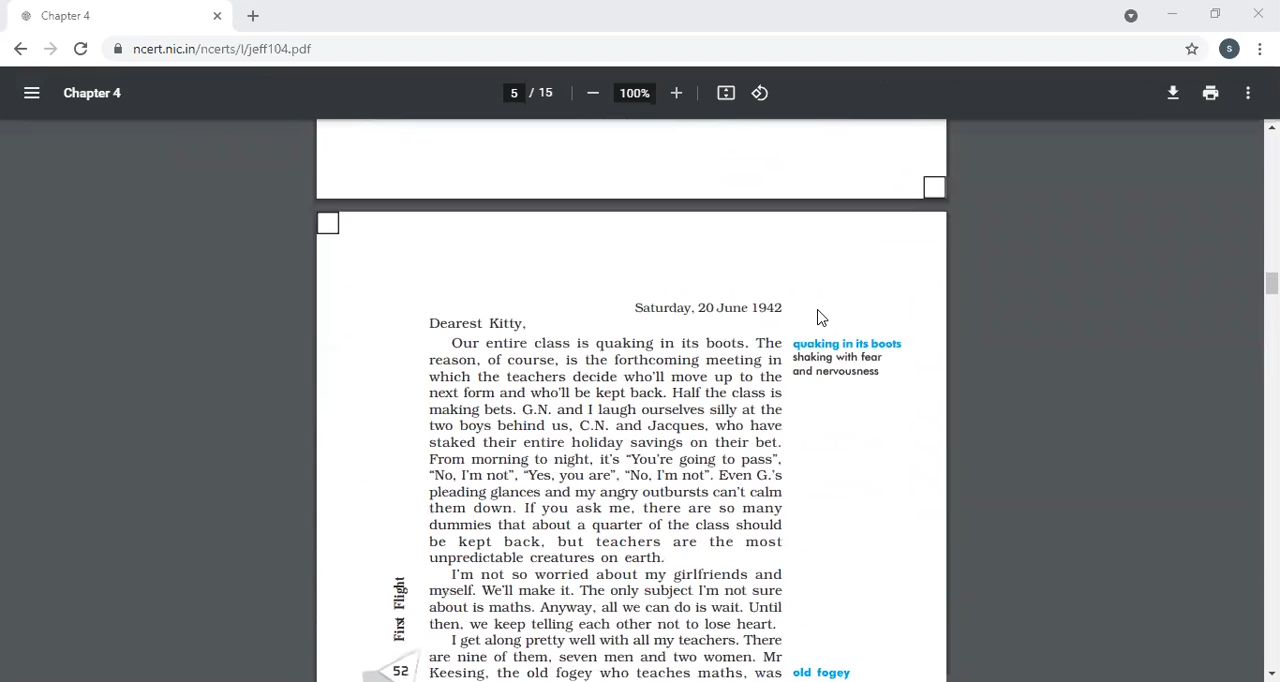 Chapter 4
ncert.nic.in/ncerts/l/jeff104.pdf
S
Chapter 4
5 / 15
100%
Saturday, 20 June 1942
Dearest Kitty,
Our entire class is quaking in its boots. The
reason, of course, is the forthcoming meeting in
which the teachers decide who'll move up to the
next form and who'll be kept back. Half the class is
making bets. G.N. and I laugh ourselves silly at the
two boys behind us, C.N. and Jacques, who have
staked their entire holiday savings on their bet.
From morning to night, it's “You're going to pass”,
“No, I'm not”, “Yes, you are”, “No, I'm not”. Even G.'s
pleading glances and my angry outbursts can't calm
them down. If you ask me, there are so many
dummies that about a quarter of the class should
be kept back, but teachers are the most
unpredictable creatures on earth.
I'm not so worried about my girlfriends and
myself. We'll make it. The only subject I'm not sure
about is maths. Anyway, all we can do is wait. Until
then, we keep telling each other not to lose heart.
I get along pretty well with all my teachers. There
are nine of them, seven men and two women. Mr
Keesing, the old fogey who teaches maths, was
quaking in its boots
shaking with fear
and nervousness
old fogey
First Flight
52